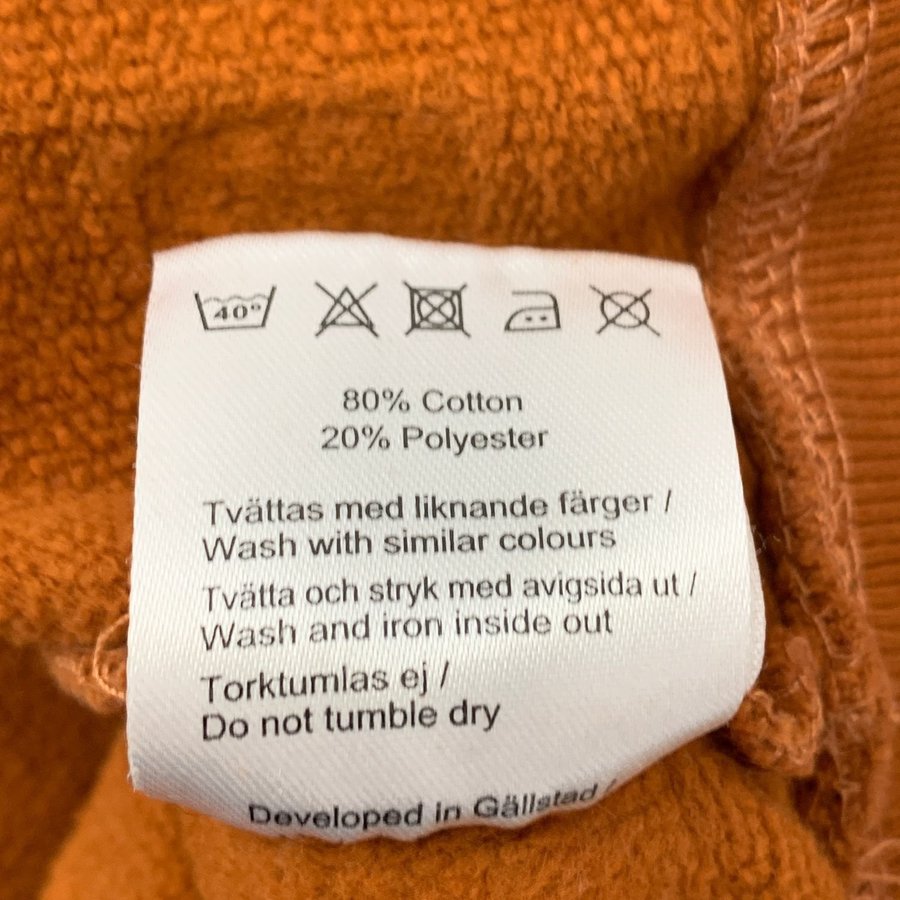 40°
80% Cotton
20% Polyester
Tvättas med liknande färger /
Wash with similar colours
Tvätta och stryk med avigsida ut /
Wash and iron inside out
Torktumlas ej /
Do not tumble dry
Developed in Gällstad /